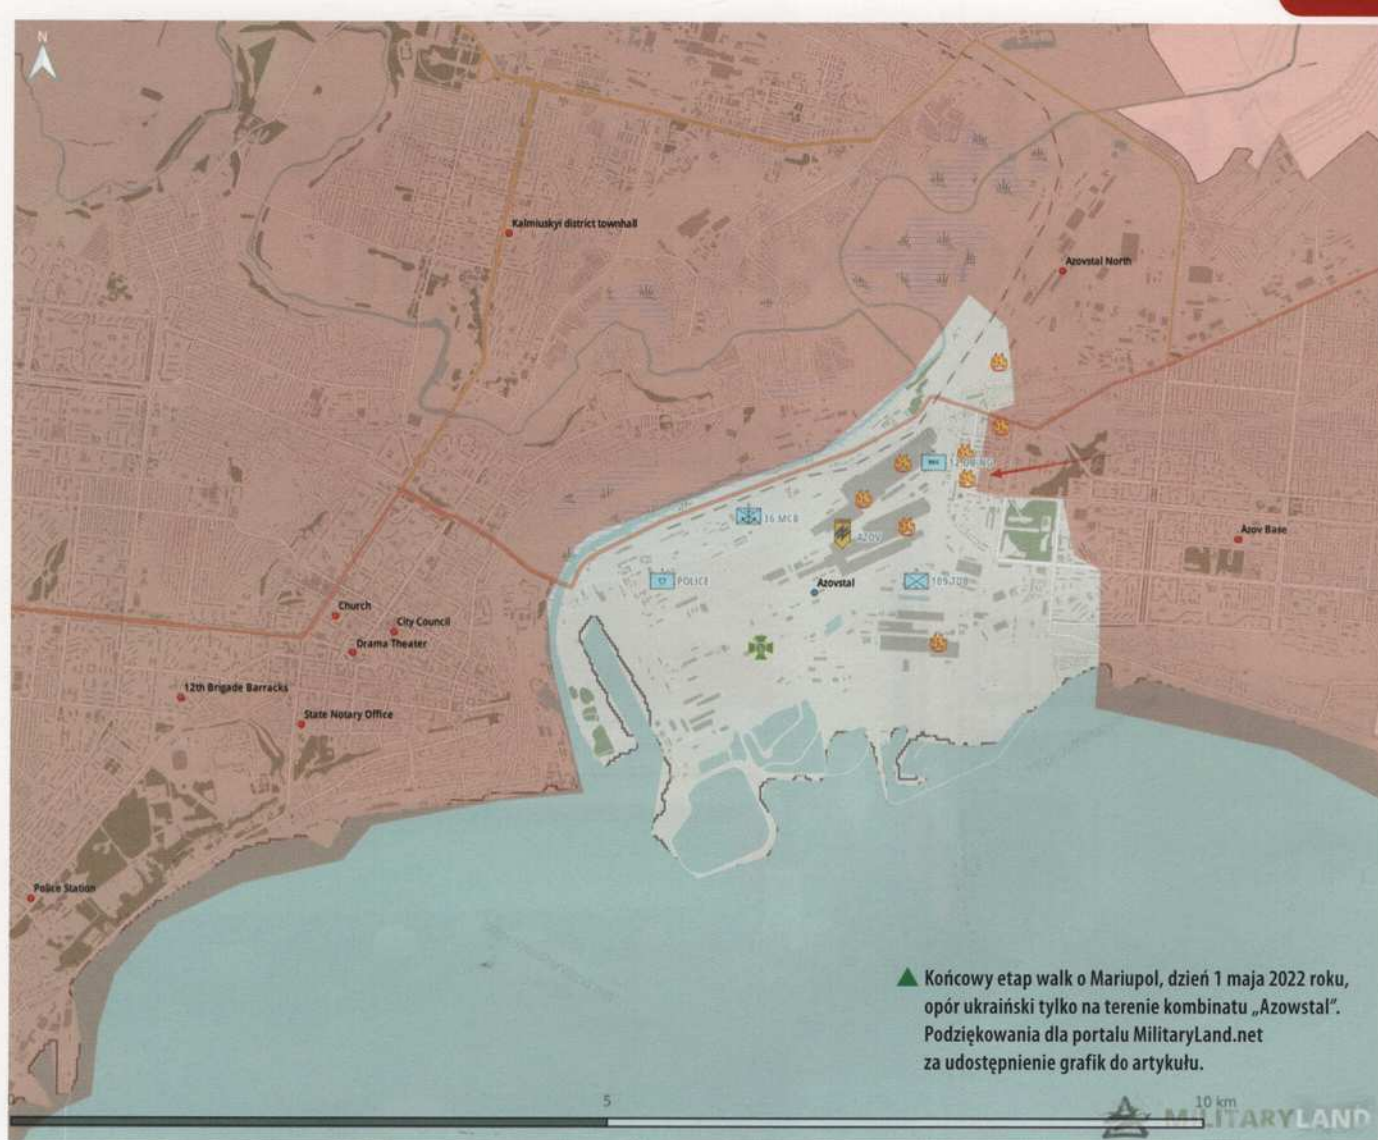 N
Kalmiuskyi district townhall
Azovstal North
36 MCB
AZOV
POLICE
Azovstal
109 TDB
Azov Base
Church
City Council
Drama Theater
12th Brigade Barracks
State Notary Office
Police Station
Końcowy etap walk o Mariupol, dzień 1 maja 2022 roku,
opór ukraiński tylko na terenie kombinatu „Azowstal”.
Podziękowania dla portalu MilitaryLand.net
za udostępnienie grafik do artykułu.
5
10 km
MILITARYLAND